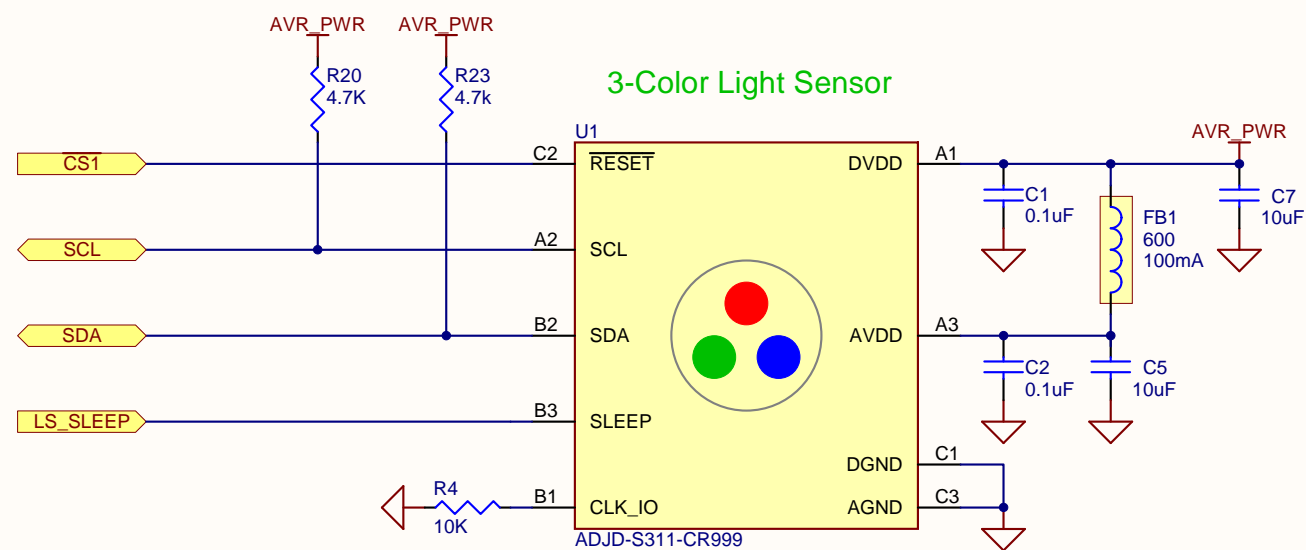 AVR_PWR
AVR_PWR
R20
4.7K
R23
4.7k
3-Color Light Sensor
U1
AVR_PWR
CS1
C2
RESET
DVDD
A1
C1
0.1uF
FB1
600
100mA
C7
10uF
SCL
A2
SCL
SDA
B2
SDA
AVDD
A3
C2
0.1uF
C5
10uF
LS_SLEEP
B3
SLEEP
DGND
C1
R4
10K
B1
CLK_IO
AGND
C3
ADJD-S311-CR999